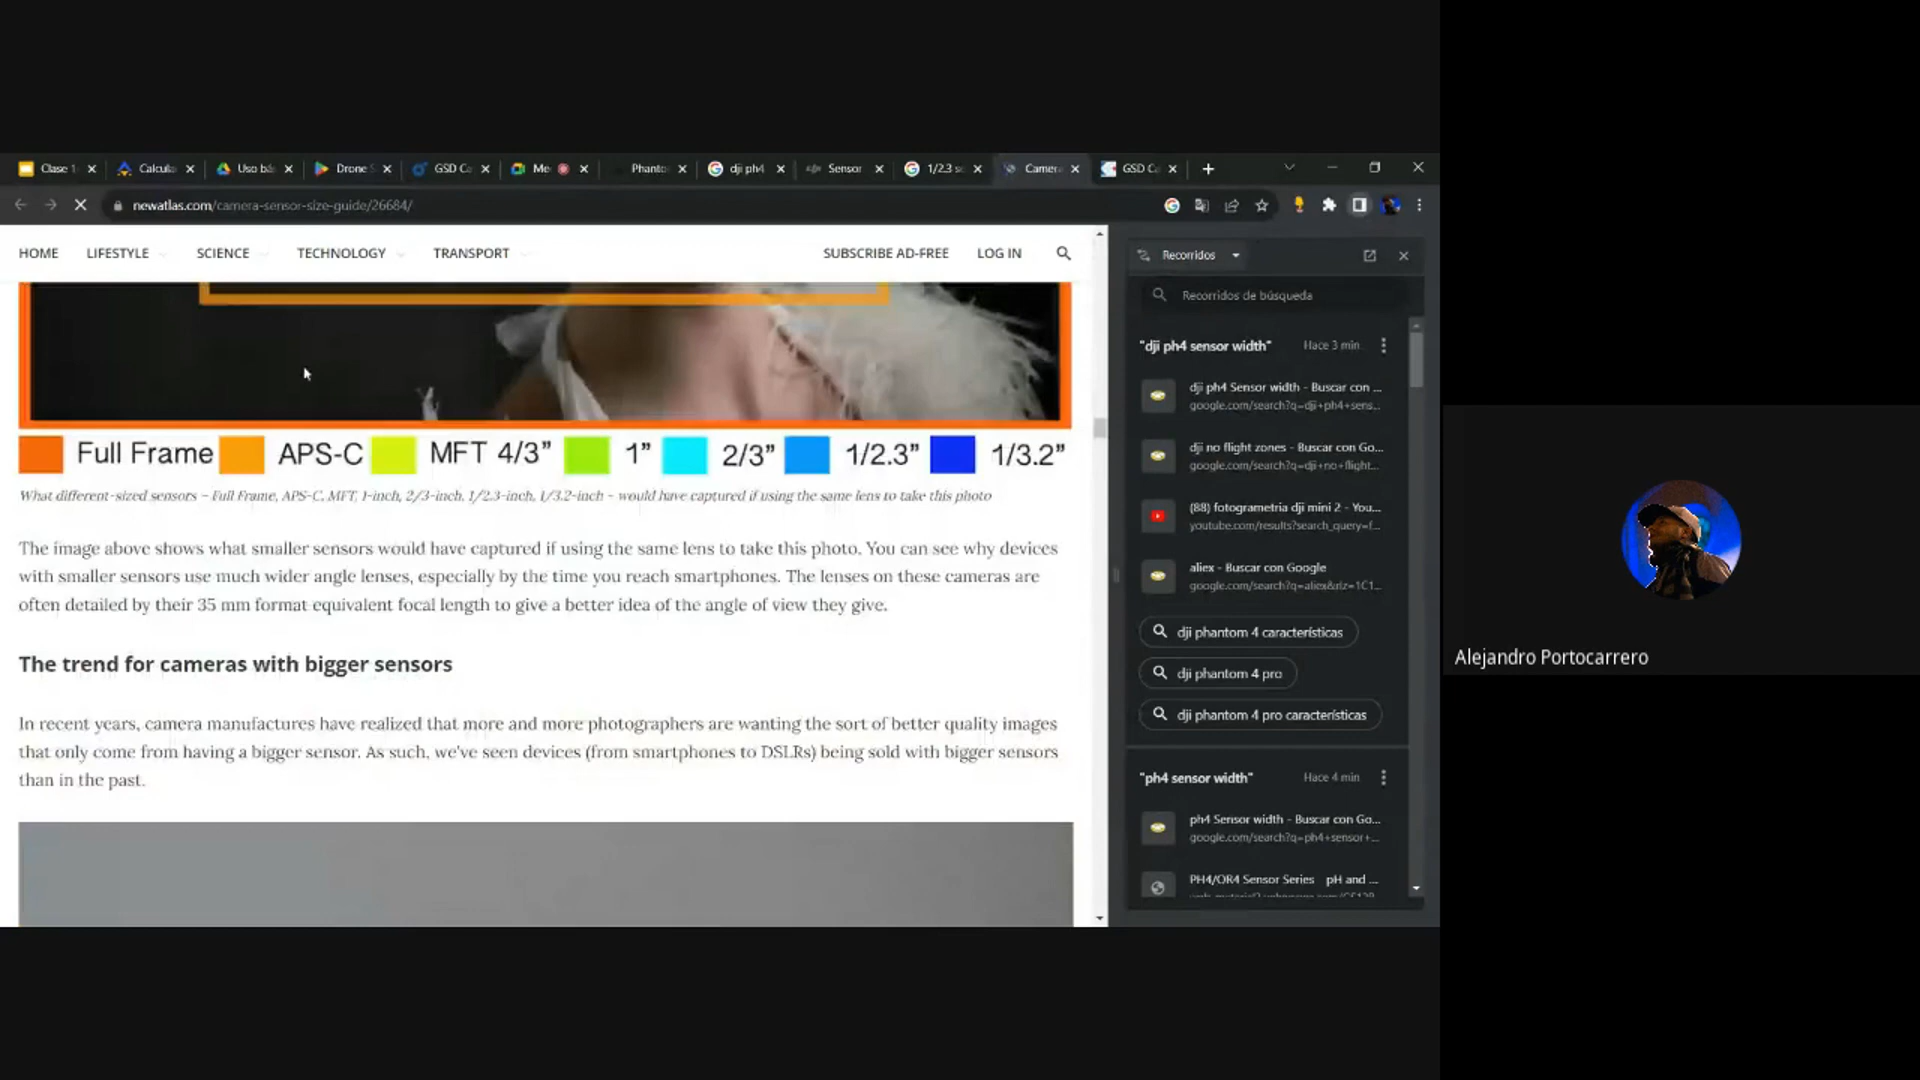 Clase 1
Calcula
Uso bá
Drone S
GSD Ca
Me
Phanto
dji ph4
Sensor
1/2.3 se
Camera
GSD Ca
newatlas.com/camera-sensor-size-guide/26684/
HOME LIFESTYLE SCIENCE TECHNOLOGY TRANSPORT SUBSCRIBE AD-FREE LOG IN
Full Frame APS-C MFT 4/3” 1” 2/3” 1/2.3” 1/3.2”
What different-sized sensors – Full Frame, APS-C, MFT, 1-inch, 2/3-inch, 1/2.3-inch, 1/3.2-inch – would have captured if using the same lens to take this photo
The image above shows what smaller sensors would have captured if using the same lens to take this photo. You can see why devices
with smaller sensors use much wider angle lenses, especially by the time you reach smartphones. The lenses on these cameras are
often detailed by their 35 mm format equivalent focal length to give a better idea of the angle of view they give.
The trend for cameras with bigger sensors
In recent years, camera manufactures have realized that more and more photographers are wanting the sort of better quality images
that only come from having a bigger sensor. As such, we've seen devices (from smartphones to DSLRs) being sold with bigger sensors
than in the past.
Recorridos
Recorridos de búsqueda
"dji ph4 sensor width" Hace 3 min
dji ph4 Sensor width - Buscar con ...
google.com/search?q=dji+ph4+sens...
dji no flight zones - Buscar con Go...
google.com/search?q=dji+no+flight...
(88) fotogrametria dji mini 2 - You...
youtube.com/results?search_query=f...
aliex - Buscar con Google
google.com/search?q=aliex&rlz=1C1...
dji phantom 4 características
dji phantom 4 pro
dji phantom 4 pro características
"ph4 sensor width" Hace 4 min
ph4 Sensor width - Buscar con Go...
google.com/search?q=ph4+sensor+...
PH4/OR4 Sensor Series pH and ...
Alejandro Portocarrero